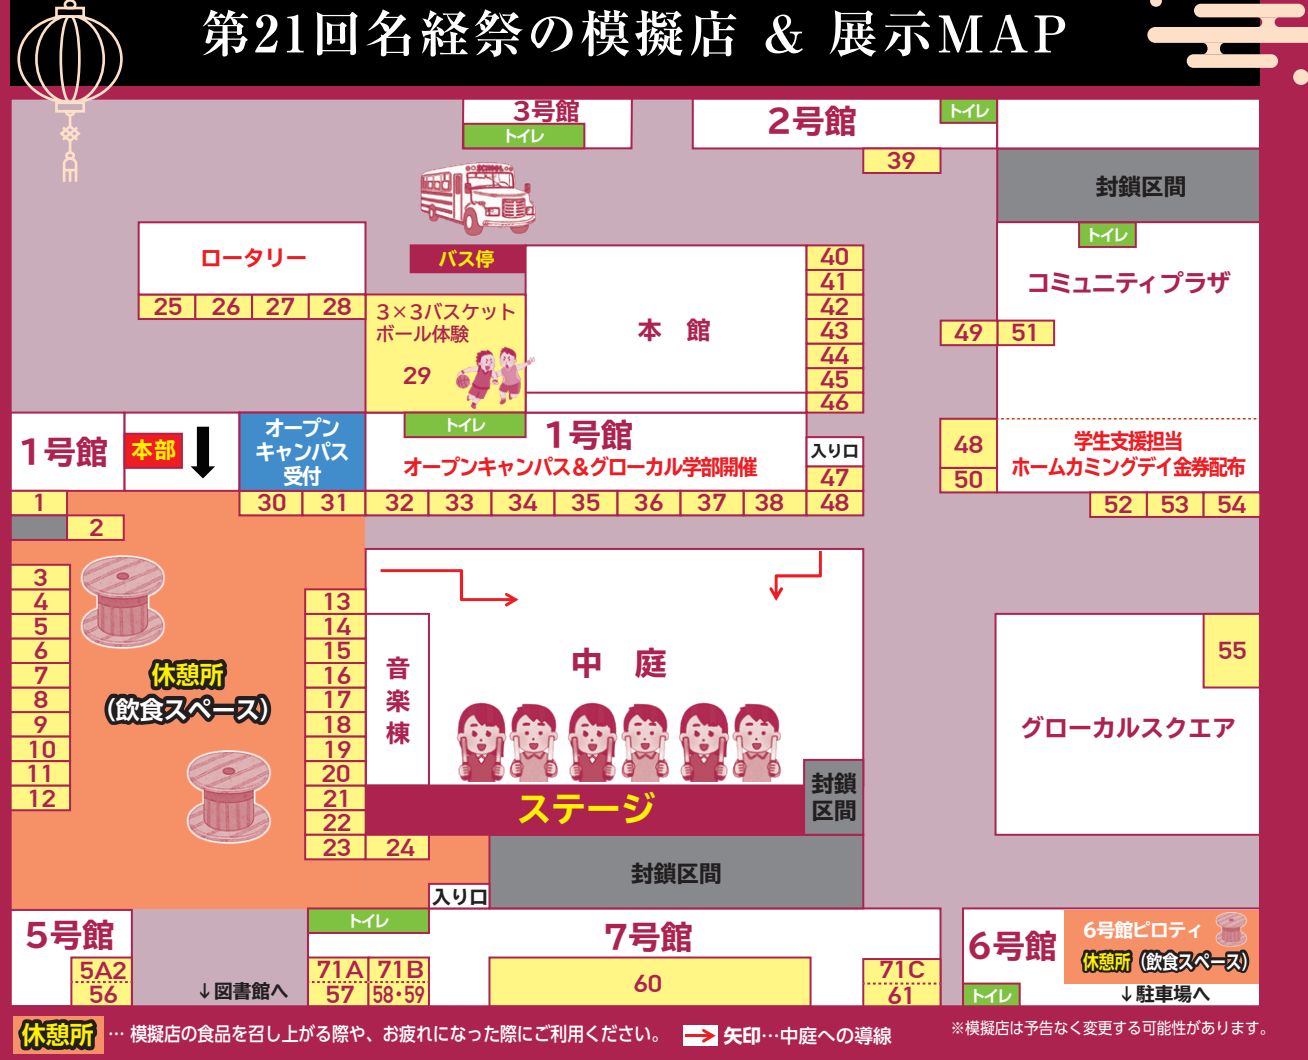 第21回名経祭の模擬店 & 展示MAP
3号館
トイレ
2号館
トイレ
39
封鎖区間
SCHOOL
トイレ
ロータリー
バス停
コミュニティプラザ
25 26 27 28
3×3バスケット
ボール体験
29
本 館
40
41
42
43
44
45
46
49 51
1号館
本部
オープン
キャンパス
受付
トイレ
1号館
オープンキャンパス&グローカル学部開催
入り口
47
48
50
学生支援担当
ホームカミングデイ金券配布
1
30 31 32 33 34 35 36 37 38 48
52 53 54
2
3
4
5
6
7
8
9
10
11
12
休憩所
(飲食スペース)
13
14
15
16
17
18
19
20
21
22
23 24
音楽棟
中 庭
ステージ
封鎖
区間
封鎖区間
55
グローカルスクエア
入り口
5号館
5A2
56
↓図書館へ
トイレ
7号館
71A 71B
57 58・59
60
71C
61
6号館
トイレ
6号館ピロティ
休憩所(飲食スペース)
↓駐車場へ
休憩所 … 模擬店の食品を召し上がる際や、お疲れになった際にご利用ください。 矢印…中庭への導線
※模擬店は予告なく変更する可能性があります。